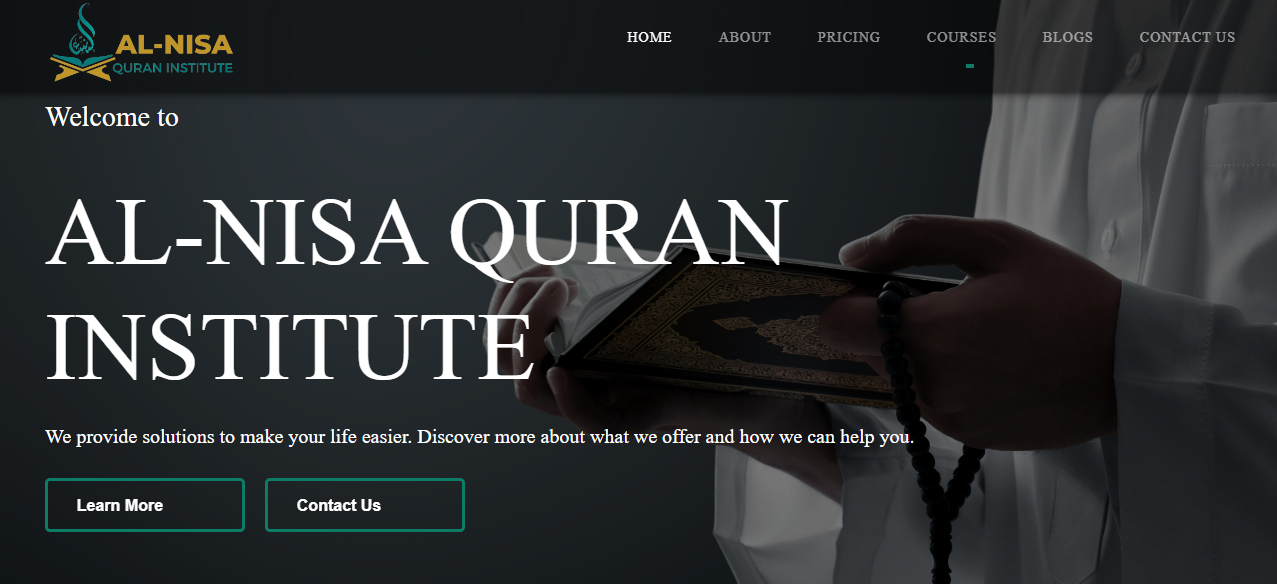 AL-NISA
QURAN INSTITUTE
HOME ABOUT PRICING COURSES BLOGS CONTACT US
Welcome to
AL-NISA QURAN
INSTITUTE
We provide solutions to make your life easier. Discover more about what we offer and how we can help you.
Learn More Contact Us